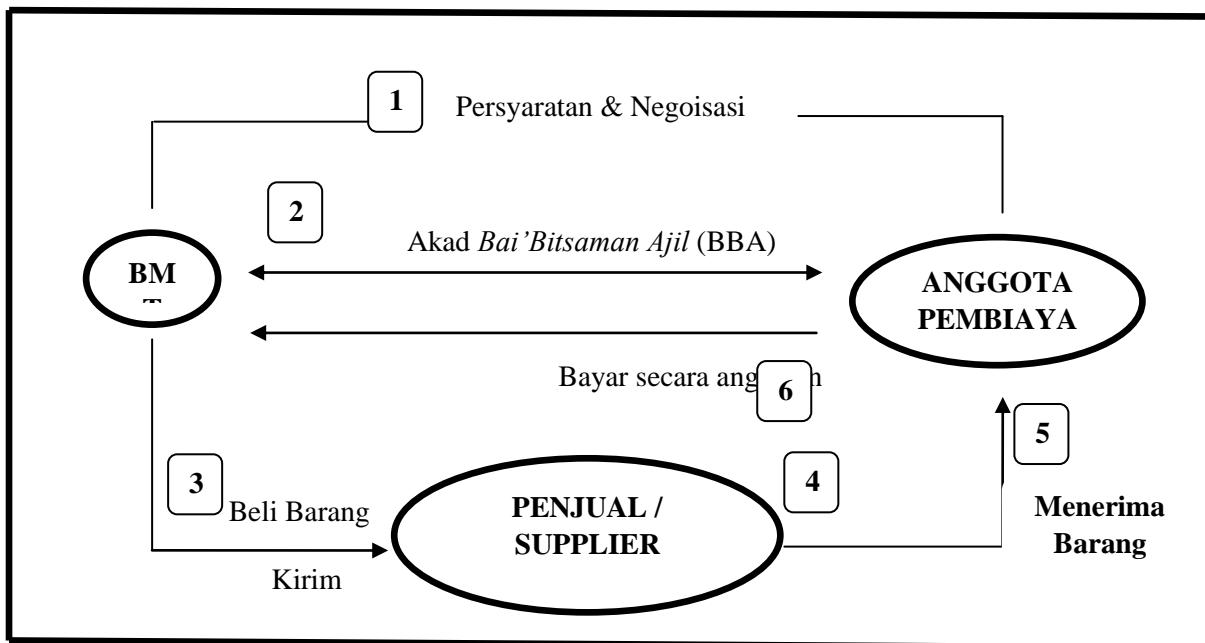 1
Persyaratan & Negoisasi
2
Akad Bai'Bitsaman Ajil (BBA)
BM
ANGGOTA
PEMBIAYA
Bayar secara
6
5
3
Beli Barang
4
PENJUAL /
SUPPLIER
Menerima
Barang
Kirim